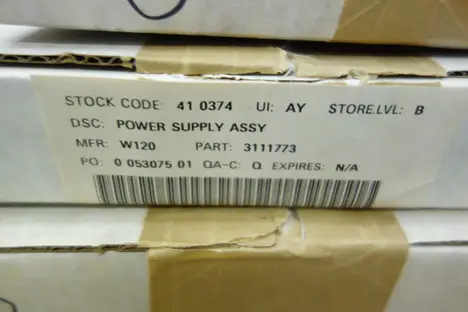 STOCK CODE: 41 0374 UI: AY STORE.LVL: B
DSC: POWER SUPPLY ASSY
MFR: W120 PART: 3111773
PO: 0 053075 01 QA-C: Q EXPIRES: N/A